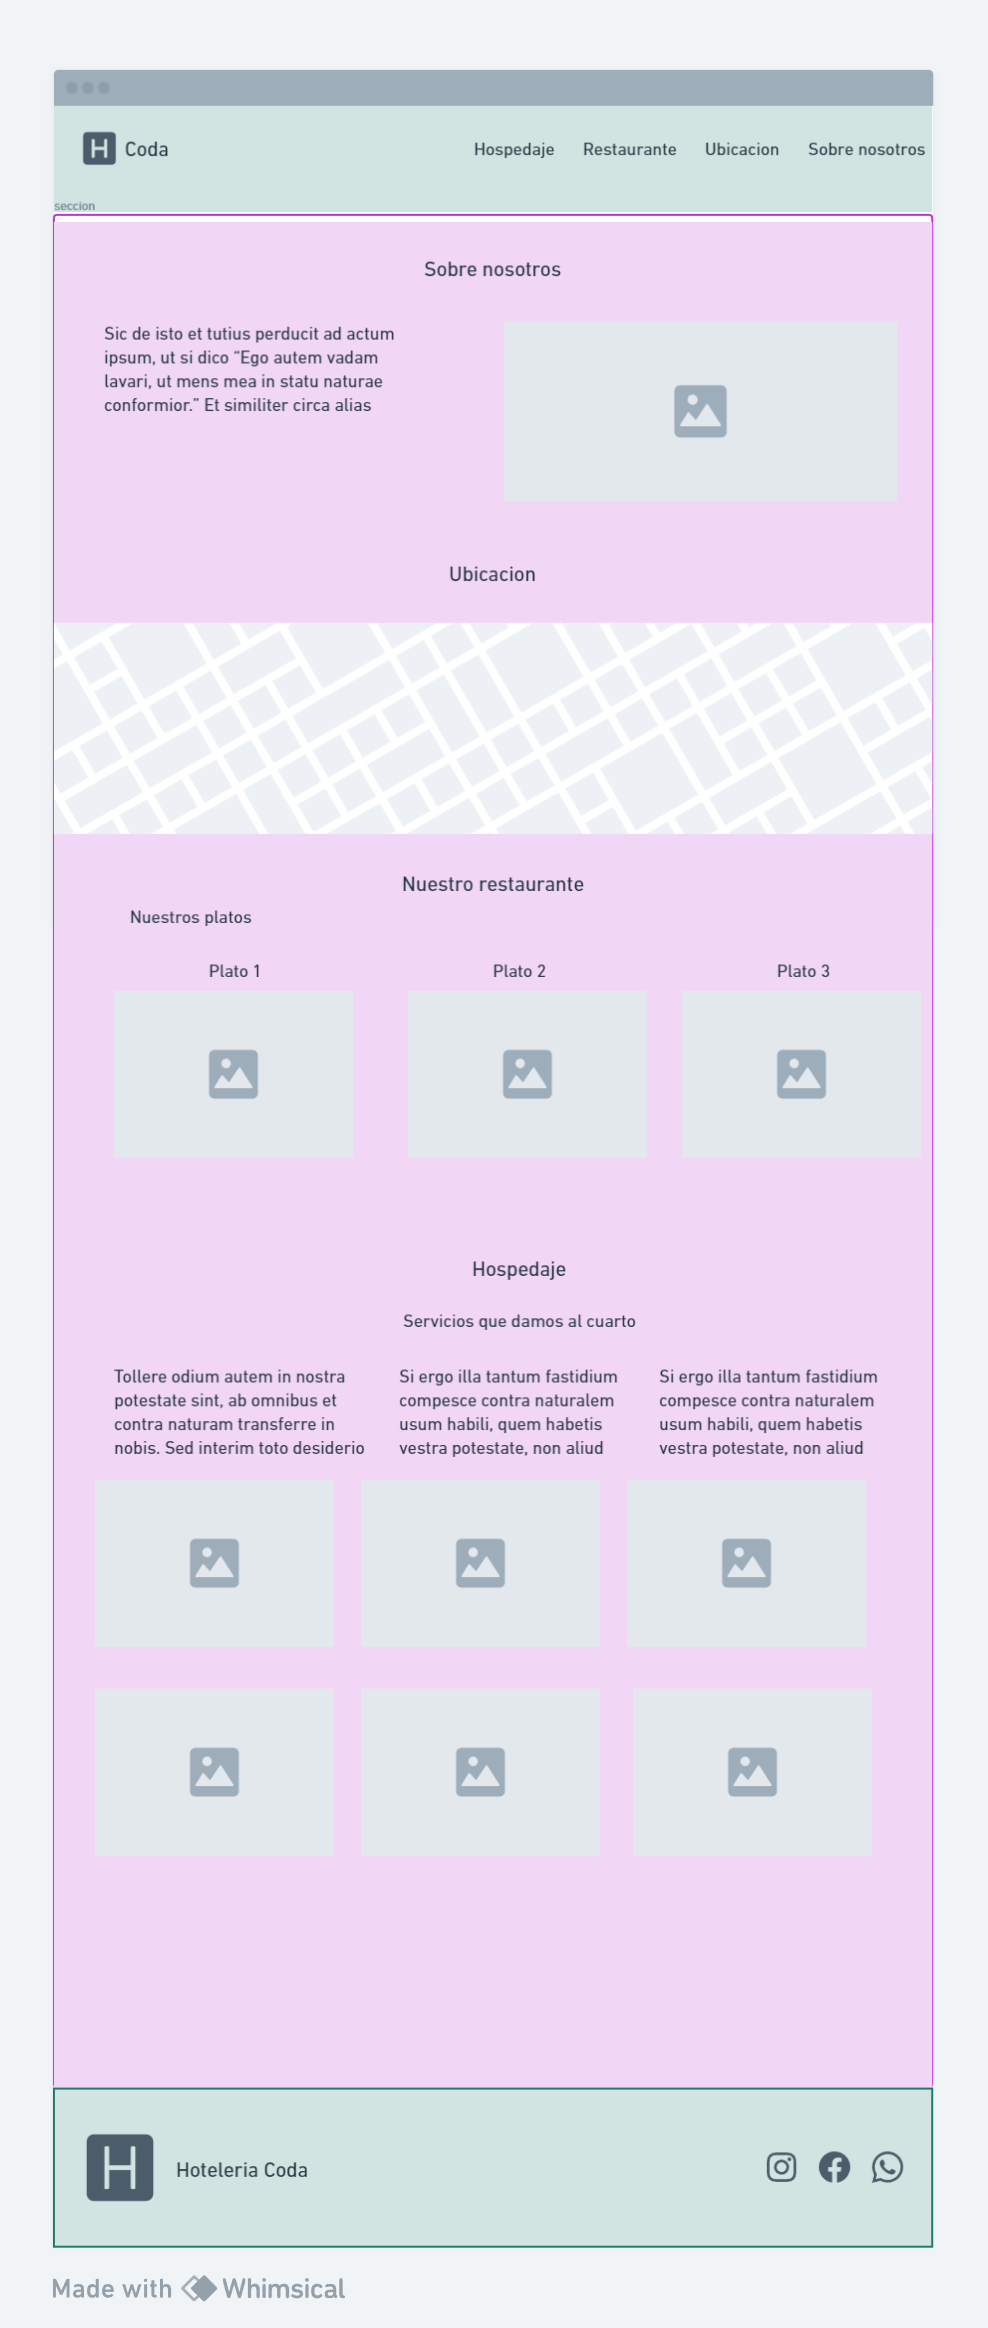 H Coda
Hospedaje Restaurante Ubicacion Sobre nosotros
seccion
Sobre nosotros
Sic de isto et tutius perducit ad actum
ipsum, ut si dico “Ego autem vadam
lavari, ut mens mea in statu naturae
conformior.” Et similiter circa alias
Ubicacion
Nuestro restaurante
Nuestros platos
Plato 1 Plato 2 Plato 3
Hospedaje
Servicios que damos al cuarto
Tollere odium autem in nostra
potestate sint, ab omnibus et
contra naturam transferre in
nobis. Sed interim toto desiderio
Si ergo illa tantum fastidium
compesce contra naturalem
usum habili, quem habetis
vestra potestate, non aliud
Si ergo illa tantum fastidium
compesce contra naturalem
usum habili, quem habetis
vestra potestate, non aliud
H Hoteleria Coda
Made with Whimsical